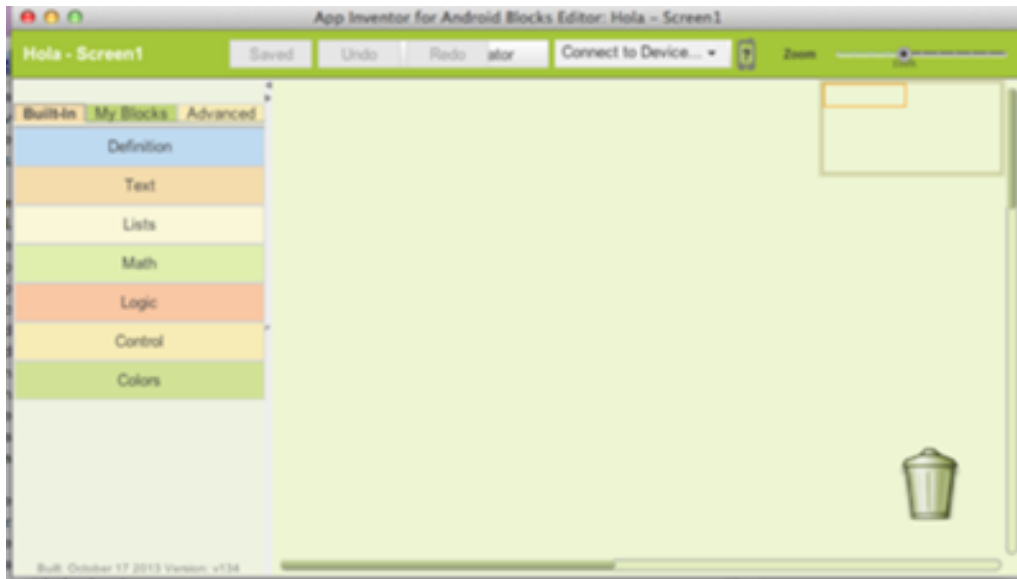 App Inventor for Android Blocks Editor: Hola – Screen1
Hola - Screen1 Saved Undo Redo ator Connect to Device... ? Zoom
Built-In My Blocks Advanced
Definition
Text
Lists
Math
Logic
Control
Colors
Built: October 17 2013 Version: v134